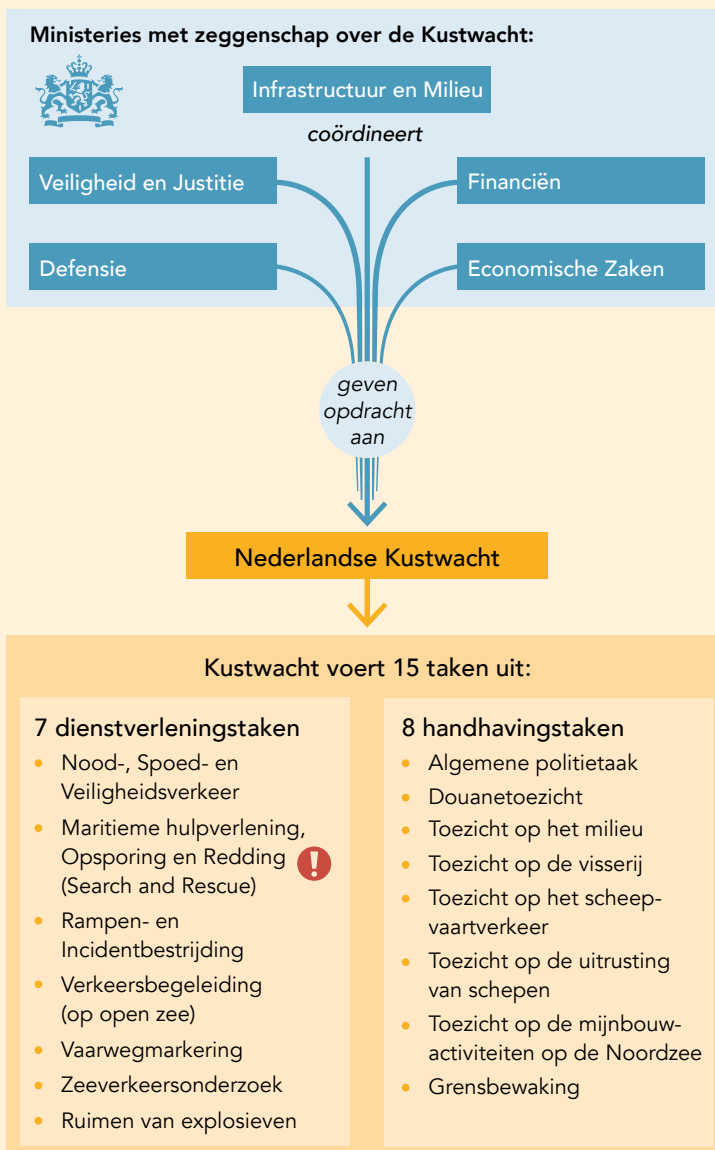 Ministeries met zeggenschap over de Kustwacht:
Infrastructuur en Milieu
coördineert
Veiligheid en Justitie
Financiën
Defensie
Economische Zaken
geven
opdracht
aan
Nederlandse Kustwacht
Kustwacht voert 15 taken uit:
7 dienstverleningstaken
• Nood-, Spoed- en
Veiligheidsverkeer
• Maritieme hulpverlening,
Opsporing en Redding
(Search and Rescue)
!
• Rampen- en
Incidentbestrijding
• Verkeersbegeleiding
(op open zee)
• Vaarwegmarkering
• Zeeverkeersonderzoek
• Ruimen van explosieven
8 handhavingstaken
• Algemene politietaak
• Douanetoezicht
• Toezicht op het milieu
• Toezicht op de visserij
• Toezicht op het scheep-
vaartverkeer
• Toezicht op de uitrusting
van schepen
• Toezicht op de mijnbouw-
activiteiten op de Noordzee
• Grensbewaking